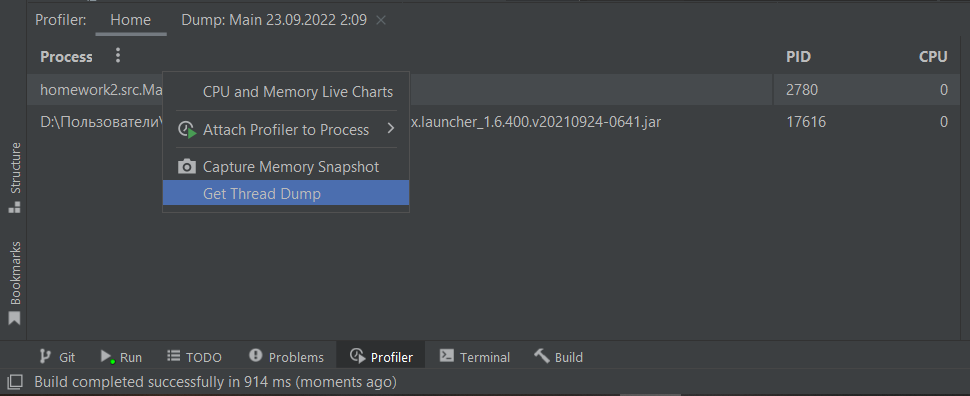 Profiler: Home Dump: Main 23.09.2022 2:09
Process PID CPU
homework2.src.Ma 2780 0
CPU and Memory Live Charts
D:\Пользователи\ x.launcher_1.6.400.v20210924-0641.jar 17616 0
Attach Profiler to Process
Capture Memory Snapshot
Get Thread Dump
Structure
Bookmarks
Git Run TODO Problems Profiler Terminal Build
Build completed successfully in 914 ms (moments ago)